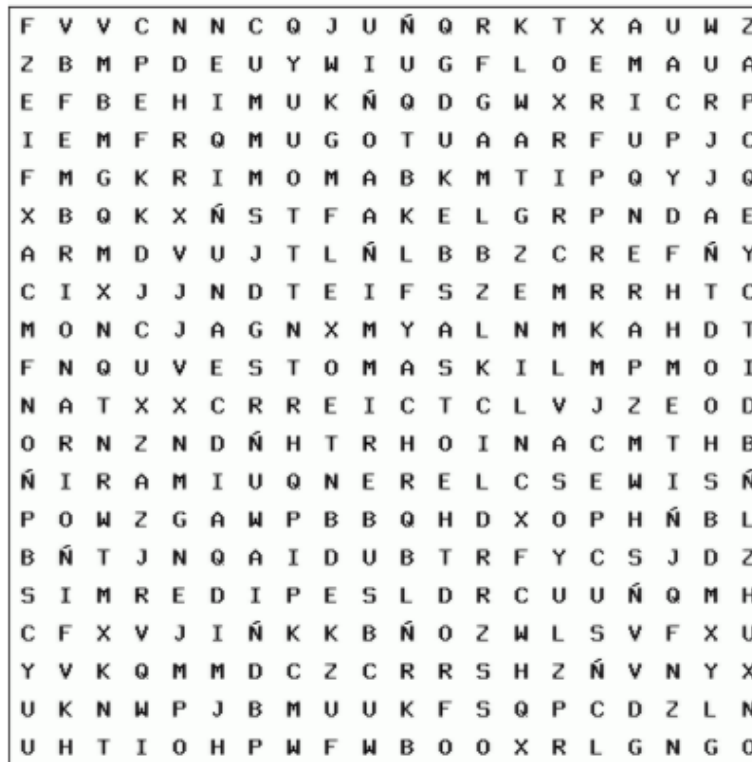 F V V C N N C Q J U Ñ Q R K T X A U W Z
Z B M P D E U Y W I U G F L O E M A U A
E F B E H I M U K Ñ Q D G W X R I C R P
I E M F R Q M U G O T U A A R F U P J C
F M G K R I M O M A B K M T I P Q Y J Q
X B Q K X Ñ S T F A K E L G R P N D A E
A R M D V U J T L Ñ L B B Z C R E F Ñ Y
C I X J J N D T E I F S Z E M R R H T C
M O N C J A G N X M Y A L N M K A H D T
F N Q U V E S T O M A S K I L M P M O I
N A T X X C R R E I C T C L V J Z E O D
O R N Z N D Ñ H T R H O I N A C M T H B
Ñ I R A M I U Q N E R E L C S E W I S Ñ
P O W Z G A W P B B Q H D X O P H Ñ B L
B Ñ T J N Q A I D U B T R F Y C S J D Z
S I M R E D I P E S L D R C U U Ñ Q M H
C F X V J I Ñ K K B Ñ O Z W L S V F X U
Y V K Q M M D C Z C R R S H Z Ñ V N Y X
U K N W P J B M U U K F S Q P C D Z L N
U H T I O H P W F W B O O X R L G N G O